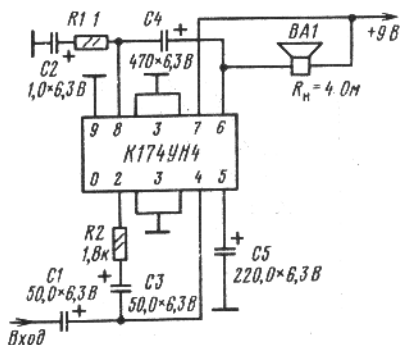 R1 1
C4
+
+
C2
1,0×6,3В
470×6,3В
BA1
+9 В
Rн = 4 Ом
9 8 3 7 6
К174УН4
0 2 3 4 5
R2
1,8к
+
C5
220,0×6,3В
C1
50,0×6,3В
+
C3
50,0×6,3В
+
Вход